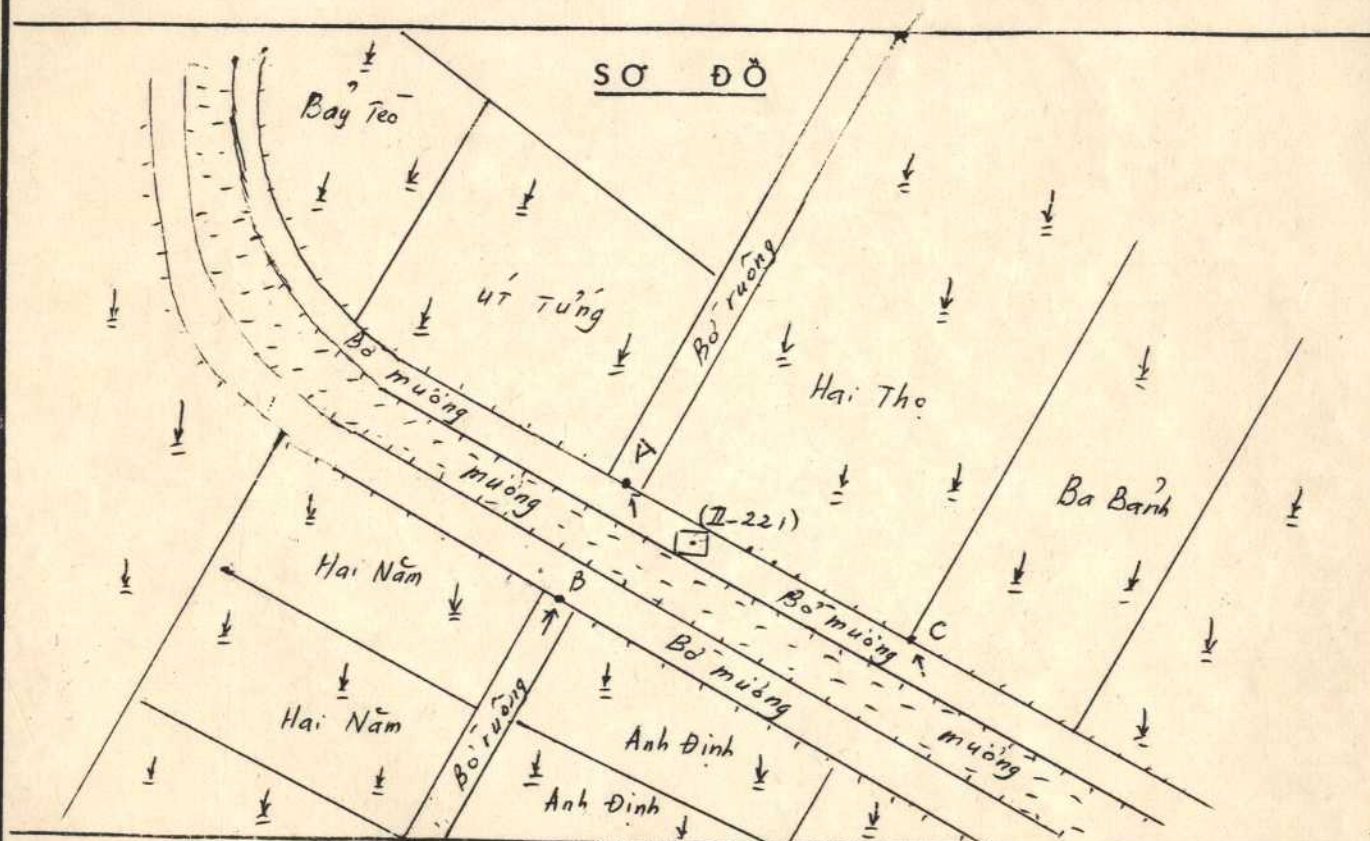 SƠ ĐỒ
Bảy Tèo
Út Tửng
Bờ ruộng
Hai Thọ
Bờ
mương
mương
A
(II-221)
Ba Bảnh
Hai Năm
B
Bờ mương
C
Bờ mương
Hai Năm
Bờ ruộng
Anh Định
mương
Anh Định